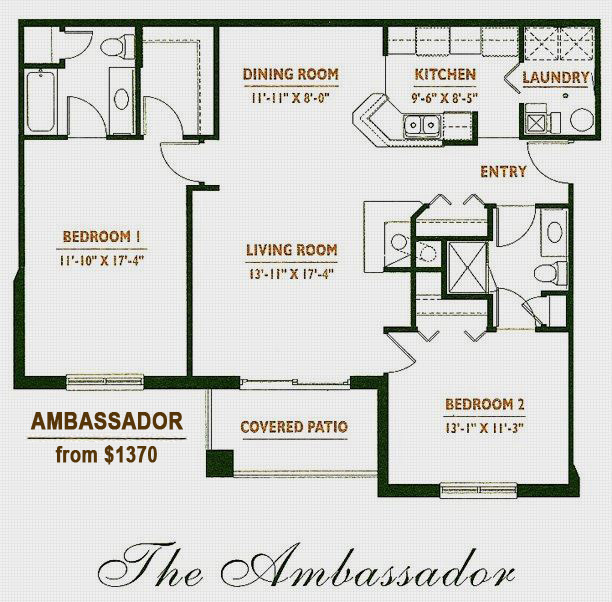 DINING ROOM
11'-11" X 8'-0"
KITCHEN
9'-6" X 8'-5"
LAUNDRY
ENTRY
BEDROOM 1
11'-10" X 17'-4"
LIVING ROOM
13'-11" X 17'-4"
BEDROOM 2
13'-1" X 11'-3"
COVERED PATIO
AMBASSADOR
from $1370
The Ambassador